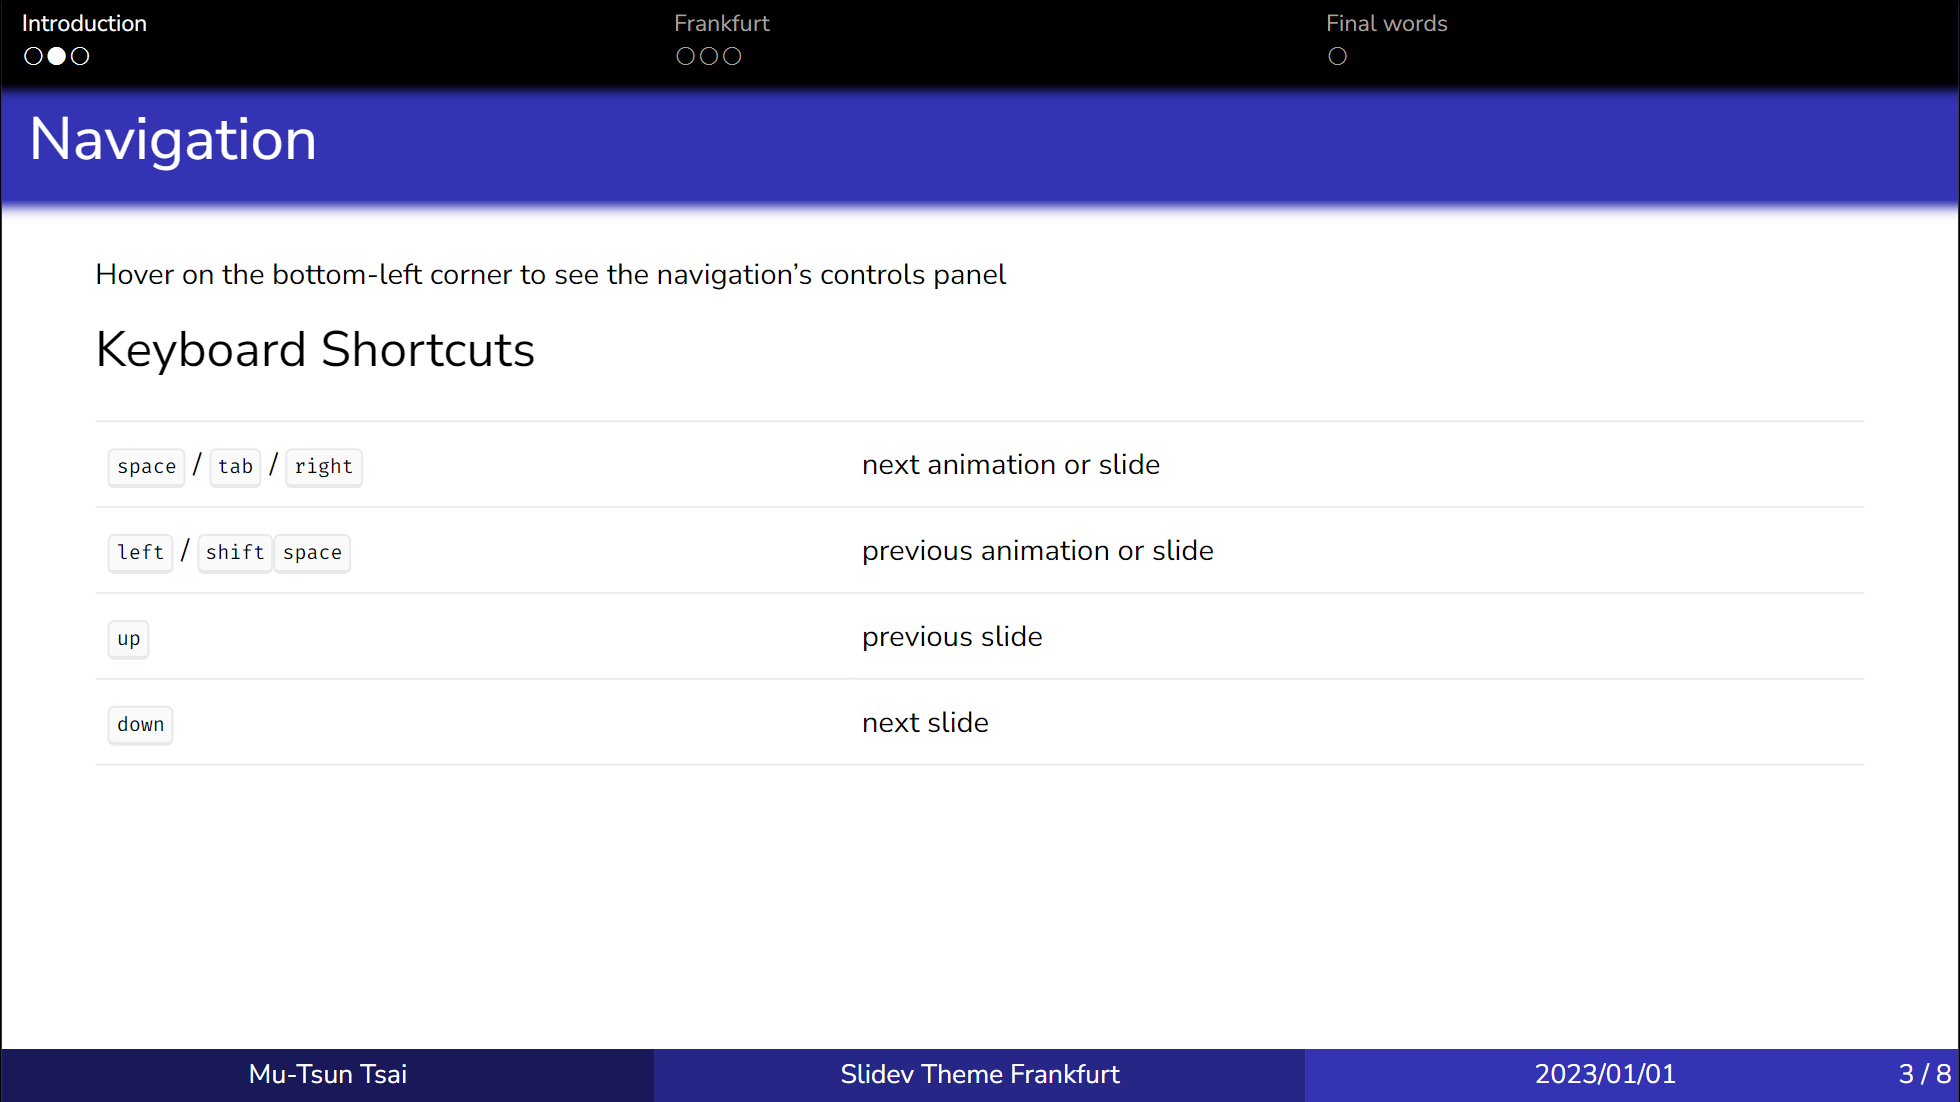 Introduction
Frankfurt
Final words
Navigation
Hover on the bottom-left corner to see the navigation’s controls panel
Keyboard Shortcuts
space / tab / right next animation or slide
left / shift space previous animation or slide
up previous slide
down next slide
Mu-Tsun Tsai
Slidev Theme Frankfurt
2023/01/01
3 / 8